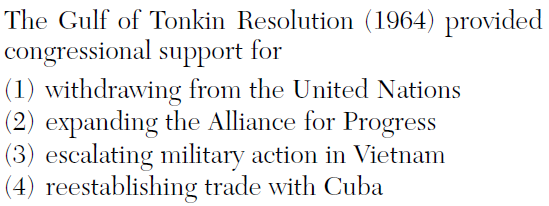 The Gulf of Tonkin Resolution (1964) provided
congressional support for
(1) withdrawing from the United Nations
(2) expanding the Alliance for Progress
(3) escalating military action in Vietnam
(4) reestablishing trade with Cuba